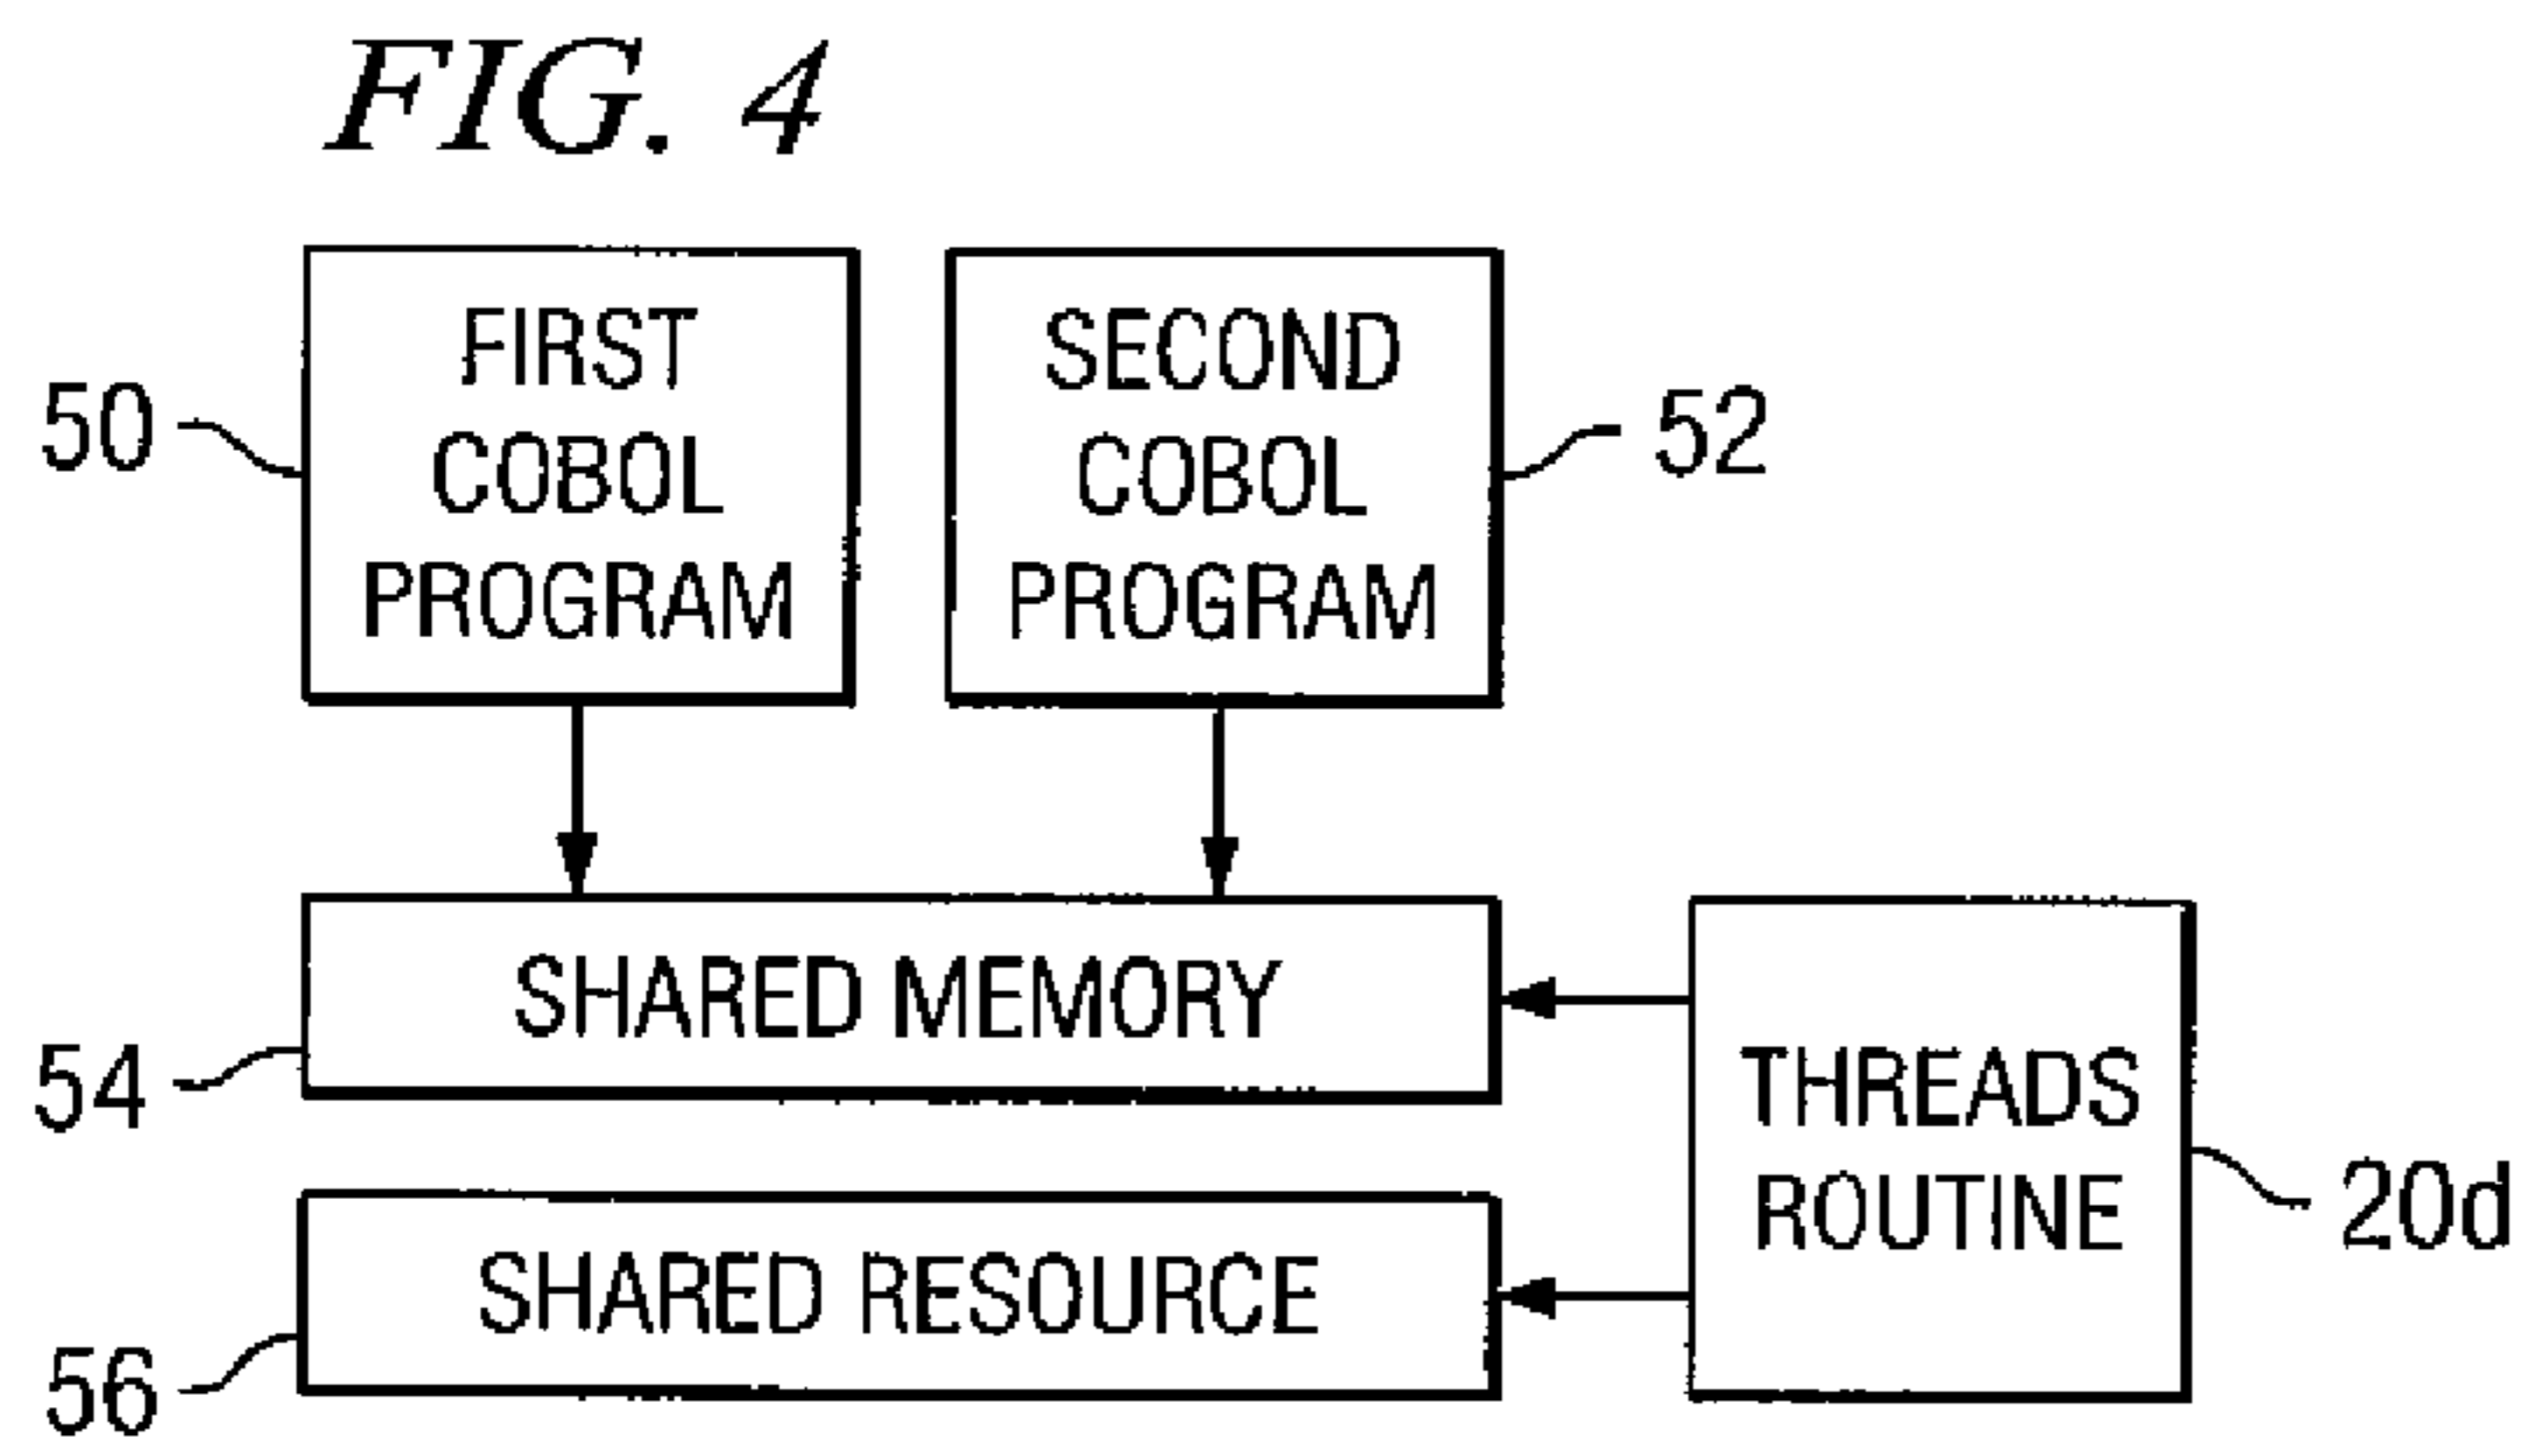 FIG. 4
FIRST
COBOL
PROGRAM
50
SECOND
COBOL
PROGRAM
52
SHARED MEMORY
54
THREADS
ROUTINE
20d
SHARED RESOURCE
56